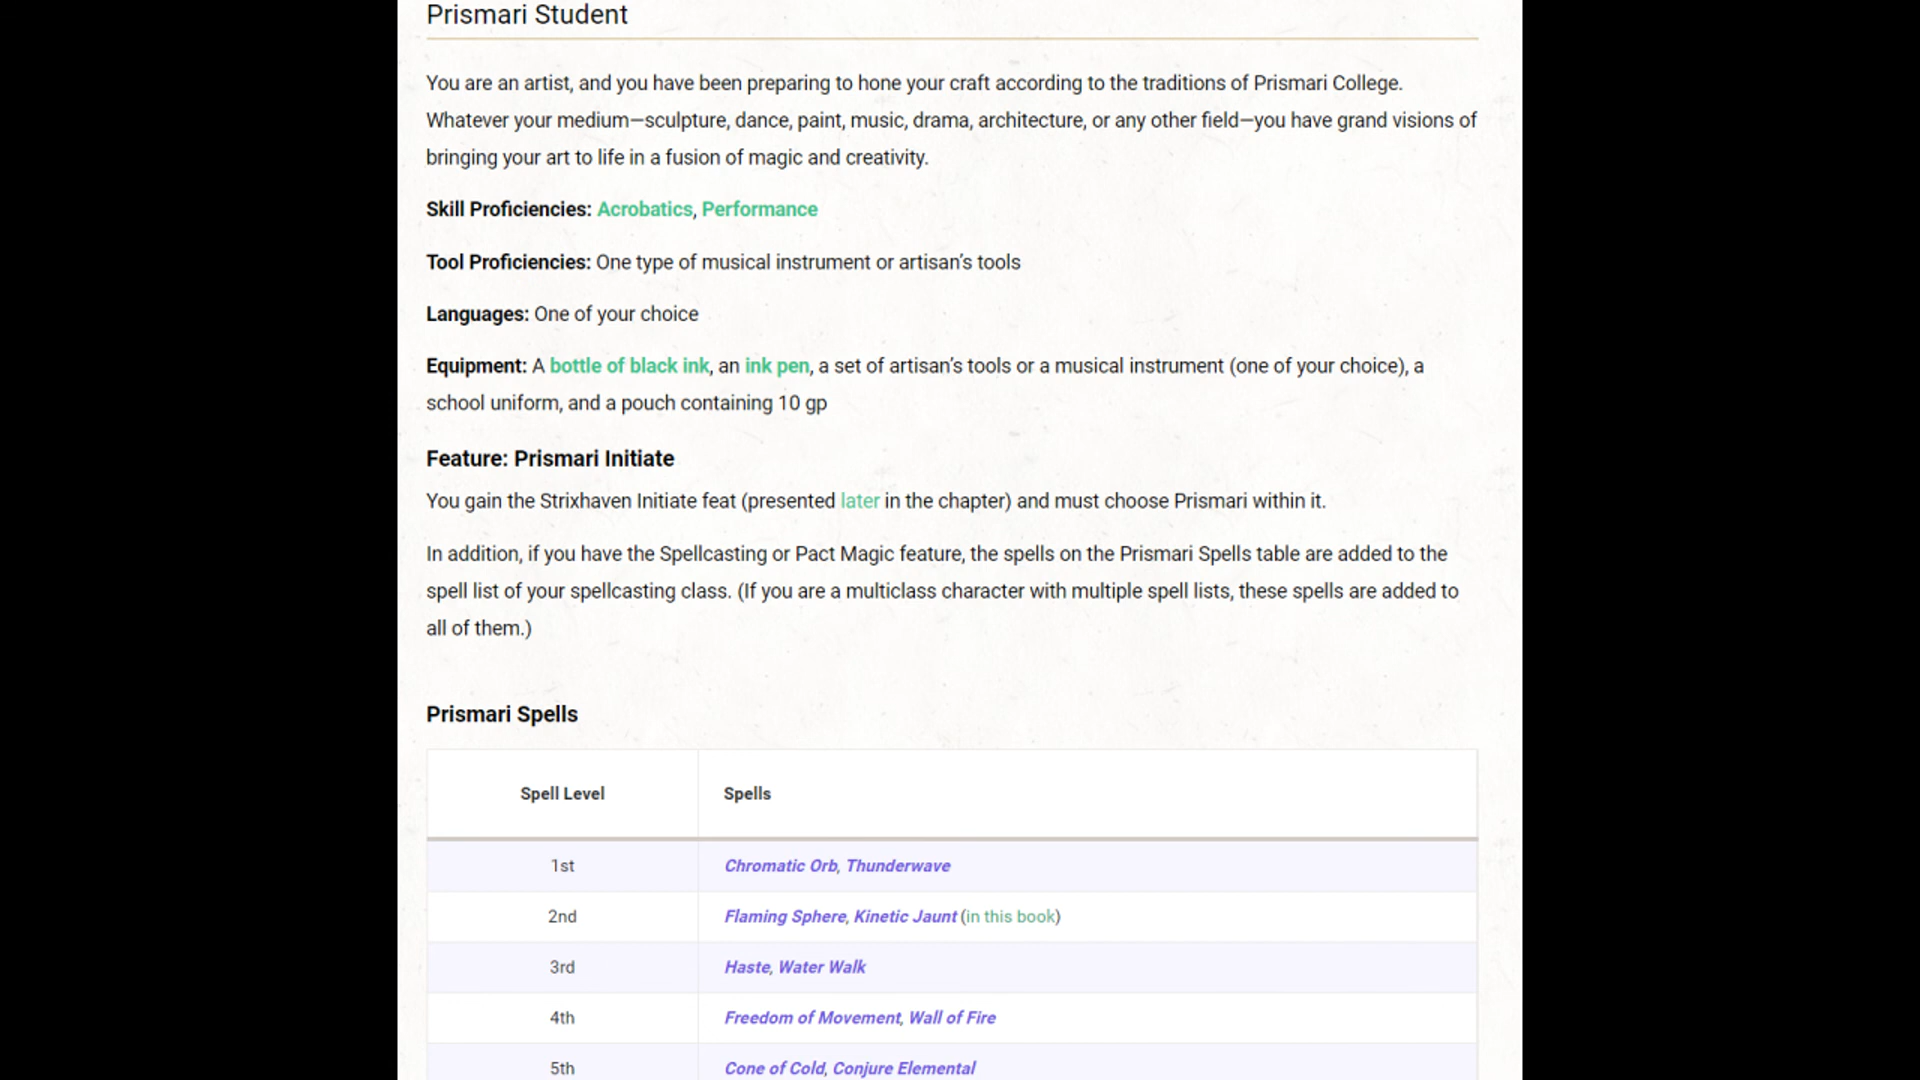 Prismari Student
You are an artist, and you have been preparing to hone your craft according to the traditions of Prismari College.
Whatever your medium—sculpture, dance, paint, music, drama, architecture, or any other field—you have grand visions of
bringing your art to life in a fusion of magic and creativity.
Skill Proficiencies: Acrobatics, Performance
Tool Proficiencies: One type of musical instrument or artisan’s tools
Languages: One of your choice
Equipment: A bottle of black ink, an ink pen, a set of artisan’s tools or a musical instrument (one of your choice), a
school uniform, and a pouch containing 10 gp
Feature: Prismari Initiate
You gain the Strixhaven Initiate feat (presented later in the chapter) and must choose Prismari within it.
In addition, if you have the Spellcasting or Pact Magic feature, the spells on the Prismari Spells table are added to the
spell list of your spellcasting class. (If you are a multiclass character with multiple spell lists, these spells are added to
all of them.)
Prismari Spells
Spell Level Spells
1st Chromatic Orb, Thunderwave
2nd Flaming Sphere, Kinetic Jaunt (in this book)
3rd Haste, Water Walk
4th Freedom of Movement, Wall of Fire
5th Cone of Cold, Conjure Elemental